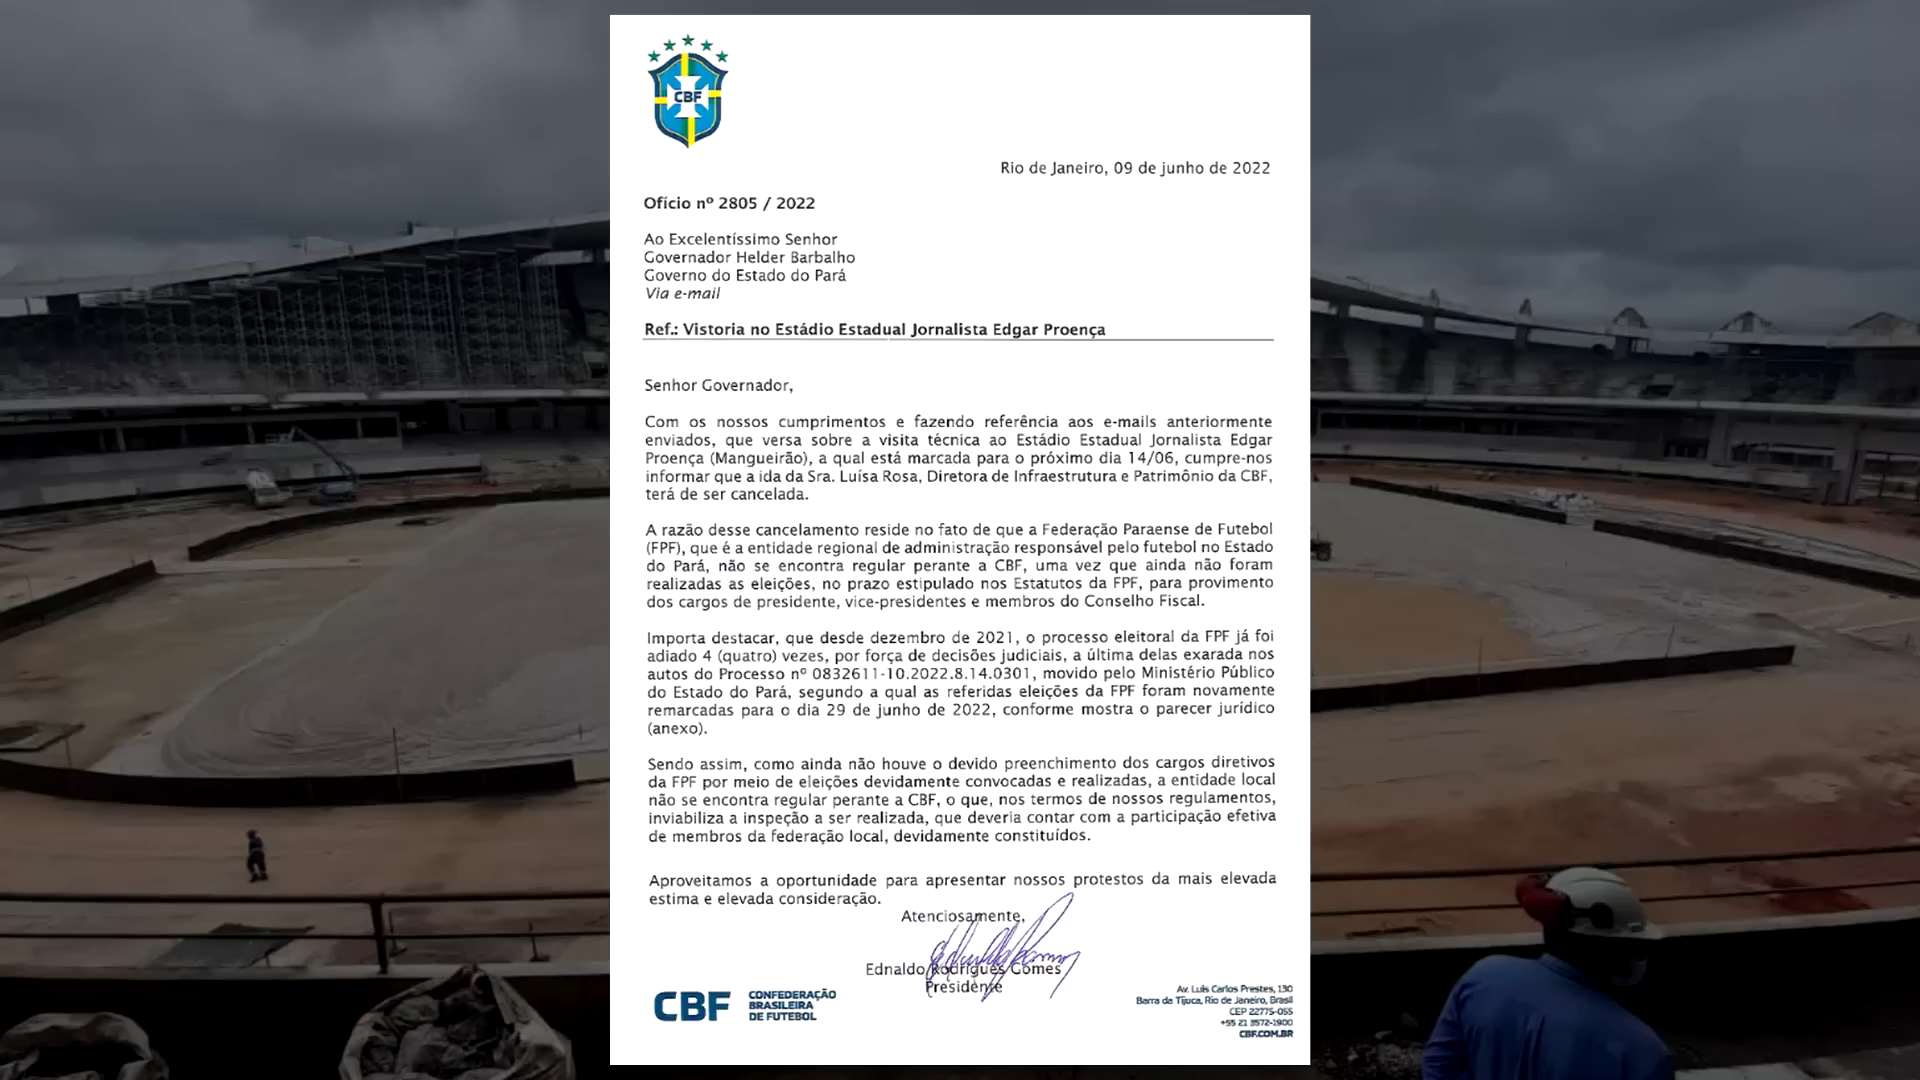 CBF
Rio de Janeiro, 09 de junho de 2022
Ofício nº 2805 / 2022
Ao Excelentíssimo Senhor
Governador Helder Barbalho
Governo do Estado do Pará
Via e-mail
Ref.: Vistoria no Estádio Estadual Jornalista Edgar Proença
Senhor Governador,
Com os nossos cumprimentos e fazendo referência aos e-mails anteriormente
enviados, que versa sobre a visita técnica ao Estádio Estadual Jornalista Edgar
Proença (Mangueirão), a qual está marcada para o próximo dia 14/06, cumpre-nos
informar que a ida da Sra. Luísa Rosa, Diretora de Infraestrutura e Patrimônio da CBF,
terá de ser cancelada.
A razão desse cancelamento reside no fato de que a Federação Paraense de Futebol
(FPF), que é a entidade regional de administração responsável pelo futebol no Estado
do Pará, não se encontra regular perante a CBF, uma vez que ainda não foram
realizadas as eleições, no prazo estipulado nos Estatutos da FPF, para provimento
dos cargos de presidente, vice-presidentes e membros do Conselho Fiscal.
Importa destacar, que desde dezembro de 2021, o processo eleitoral da FPF já foi
adiado 4 (quatro) vezes, por força de decisões judiciais, a última delas exarada nos
autos do Processo nº 0832611-10.2022.8.14.0301, movido pelo Ministério Público
do Estado do Pará, segundo a qual as referidas eleições da FPF foram novamente
remarcadas para o dia 29 de junho de 2022, conforme mostra o parecer jurídico
(anexo).
Sendo assim, como ainda não houve o devido preenchimento dos cargos diretivos
da FPF por meio de eleições devidamente convocadas e realizadas, a entidade local
não se encontra regular perante a CBF, o que, nos termos de nossos regulamentos,
inviabiliza a inspeção a ser realizada, que deveria contar com a participação efetiva
de membros da federação local, devidamente constituídos.
Aproveitamos a oportunidade para apresentar nossos protestos da mais elevada
estima e elevada consideração.
Atenciosamente,
Ednaldo Rodrigues Gomes
Presidente
CBF CONFEDERAÇÃO
BRASILEIRA
DE FUTEBOL
Av. Luis Carlos Prestes, 130
Barra da Tijuca, Rio de Janeiro, Brasil
CEP 22775-055
+55 21 3572-1900
CBF.COM.BR